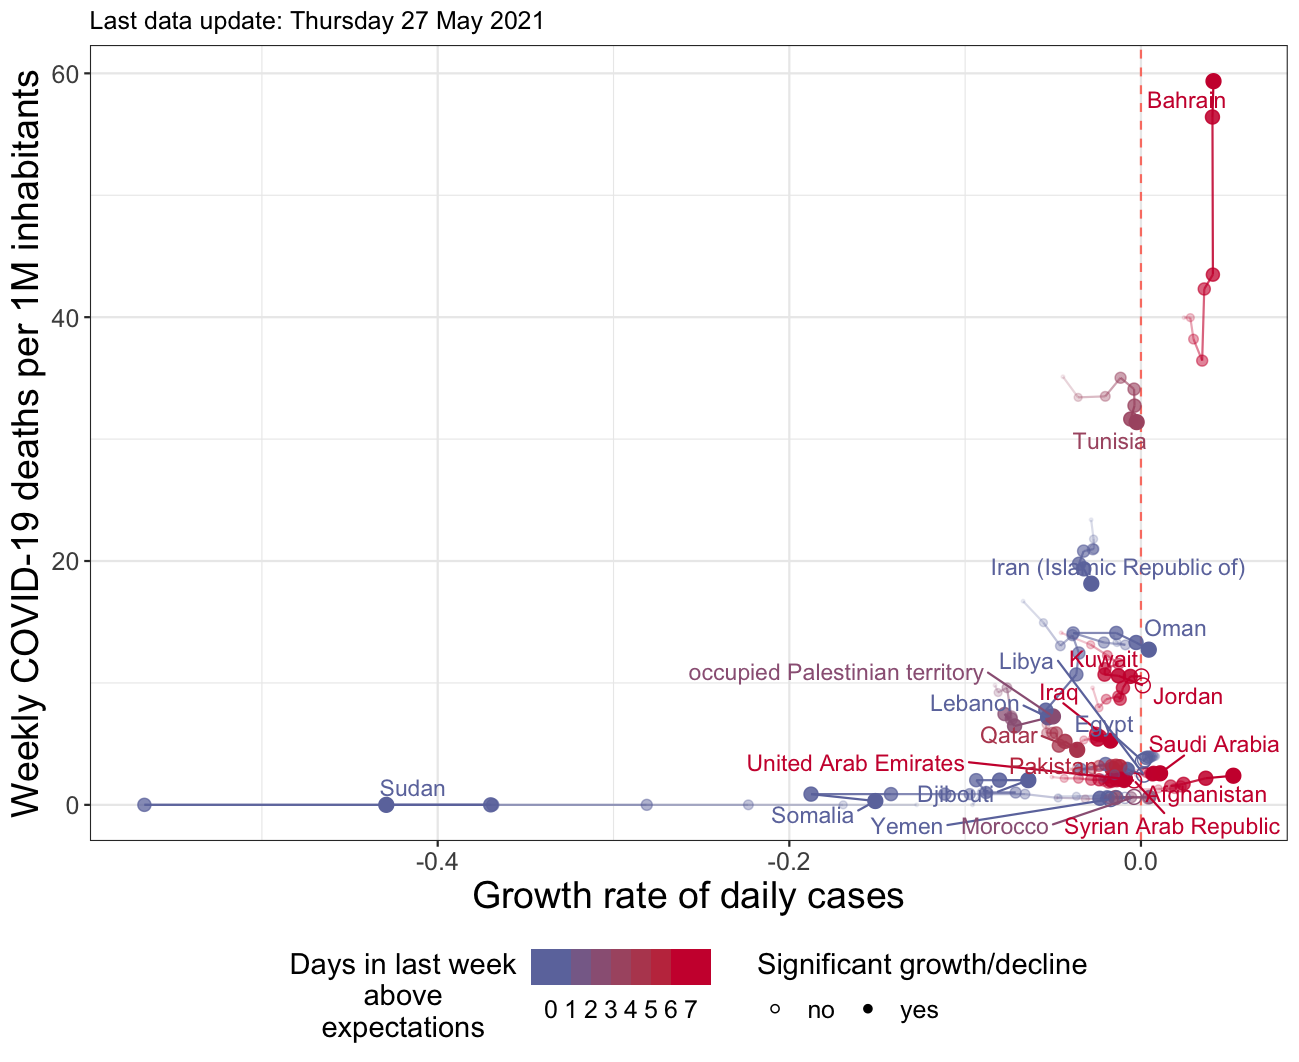 Last data update: Thursday 27 May 2021
Weekly COVID-19 deaths per 1M inhabitants
60
40
20
0
Bahrain
Tunisia
Iran (Islamic Republic of)
Oman
Libya
Kuwait
occupied Palestinian territory
Iraq
Jordan
Lebanon
Egypt
Qatar
Saudi Arabia
United Arab Emirates
Pakistan
Sudan
Djibouti
Afghanistan
Somalia
Yemen
Morocco
Syrian Arab Republic
-0.4
-0.2
0.0
Growth rate of daily cases
Days in last week
above
expectations
0 1 2 3 4 5 6 7
Significant growth/decline
no
yes